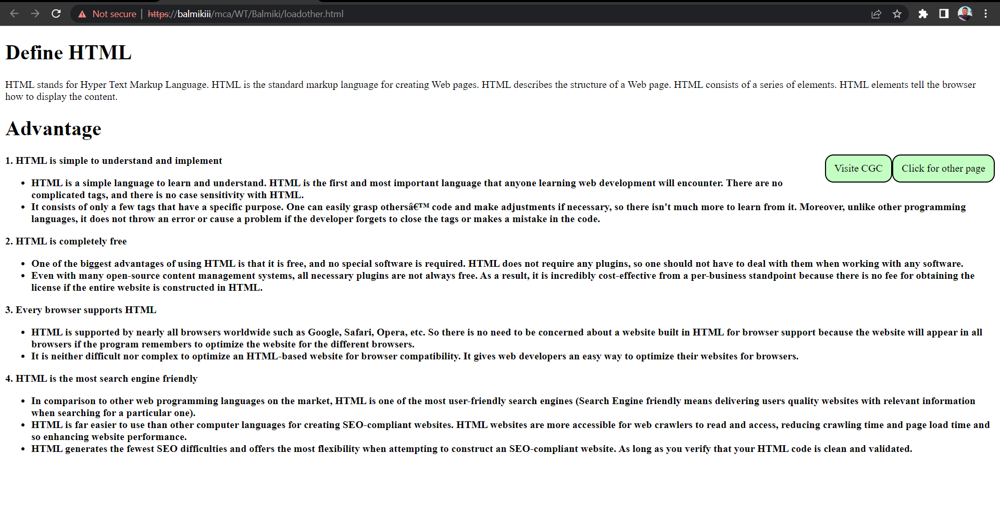 Not secure | https://balmikiii/mca/WT/Balmiki/loadother.html
Define HTML
HTML stands for Hyper Text Markup Language. HTML is the standard markup language for creating Web pages. HTML describes the structure of a Web page. HTML consists of a series of elements. HTML elements tell the browser
how to display the content.
Advantage
1. HTML is simple to understand and implement
Visite CGC
Click for other page
• HTML is a simple language to learn and understand. HTML is the first and most important language that anyone learning web development will encounter. There are no
complicated tags, and there is no case sensitivity with HTML.
• It consists of only a few tags that have a specific purpose. One can easily grasp othersâ€™ code and make adjustments if necessary, so there isn't much more to learn from it. Moreover, unlike other programming
languages, it does not throw an error or cause a problem if the developer forgets to close the tags or makes a mistake in the code.
2. HTML is completely free
• One of the biggest advantages of using HTML is that it is free, and no special software is required. HTML does not require any plugins, so one should not have to deal with them when working with any software.
• Even with many open-source content management systems, all necessary plugins are not always free. As a result, it is incredibly cost-effective from a per-business standpoint because there is no fee for obtaining the
license if the entire website is constructed in HTML.
3. Every browser supports HTML
• HTML is supported by nearly all browsers worldwide such as Google, Safari, Opera, etc. So there is no need to be concerned about a website built in HTML for browser support because the website will appear in all
browsers if the program remembers to optimize the website for the different browsers.
• It is neither difficult nor complex to optimize an HTML-based website for browser compatibility. It gives web developers an easy way to optimize their websites for browsers.
4. HTML is the most search engine friendly
• In comparison to other web programming languages on the market, HTML is one of the most user-friendly search engines (Search Engine friendly means delivering users quality websites with relevant information
when searching for a particular one).
• HTML is far easier to use than other computer languages for creating SEO-compliant websites. HTML websites are more accessible for web crawlers to read and access, reducing crawling time and page load time and
so enhancing website performance.
• HTML generates the fewest SEO difficulties and offers the most flexibility when attempting to construct an SEO-compliant website. As long as you verify that your HTML code is clean and validated.